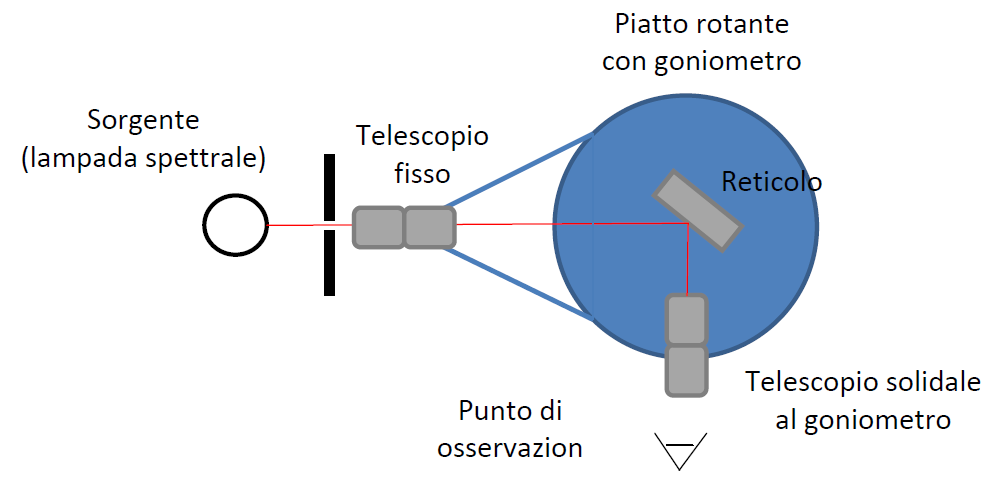 Piatto rotante
con goniometro
Sorgente
(lampada spettrale)
Telescopio
fisso
Reticolo
Telescopio solidale
al goniometro
Punto di
osservazion